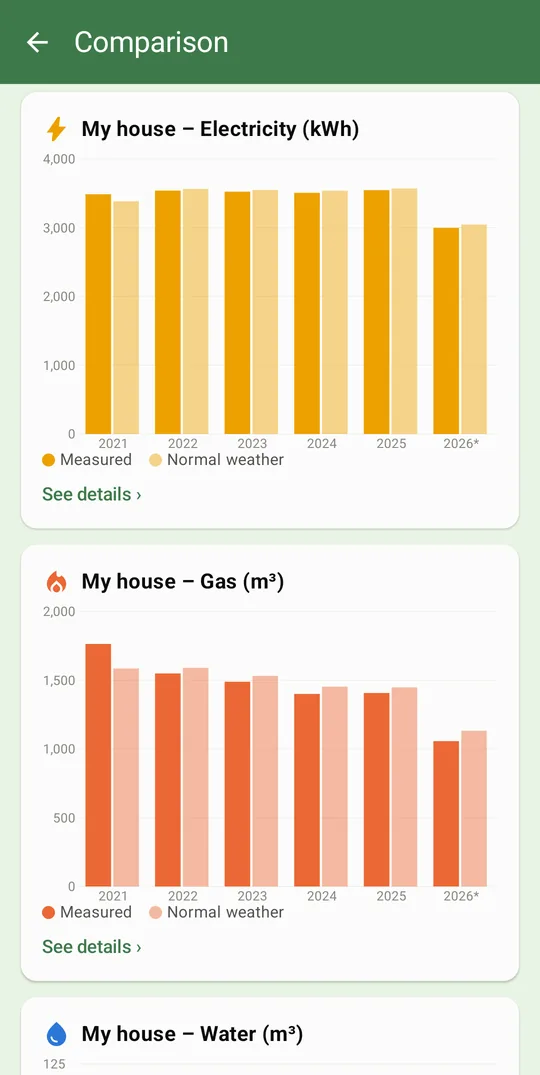 Comparison
My house – Electricity (kWh)
4,000
3,000
2,000
1,000
0
2021 2022 2023 2024 2025 2026*
Measured Normal weather
See details ›
My house – Gas (m³)
2,000
1,500
1,000
500
0
2021 2022 2023 2024 2025 2026*
Measured Normal weather
See details ›
My house – Water (m³)
125